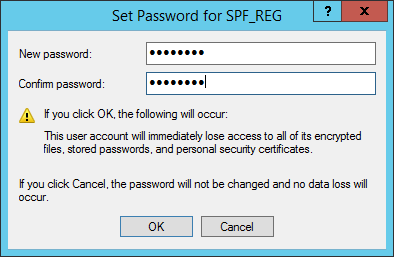 Set Password for SPF_REG
New password: ●●●●●●●●
Confirm password: ●●●●●●●●
If you click OK, the following will occur:
This user account will immediately lose access to all of its encrypted
files, stored passwords, and personal security certificates.
If you click Cancel, the password will not be changed and no data loss will
occur.
OK Cancel